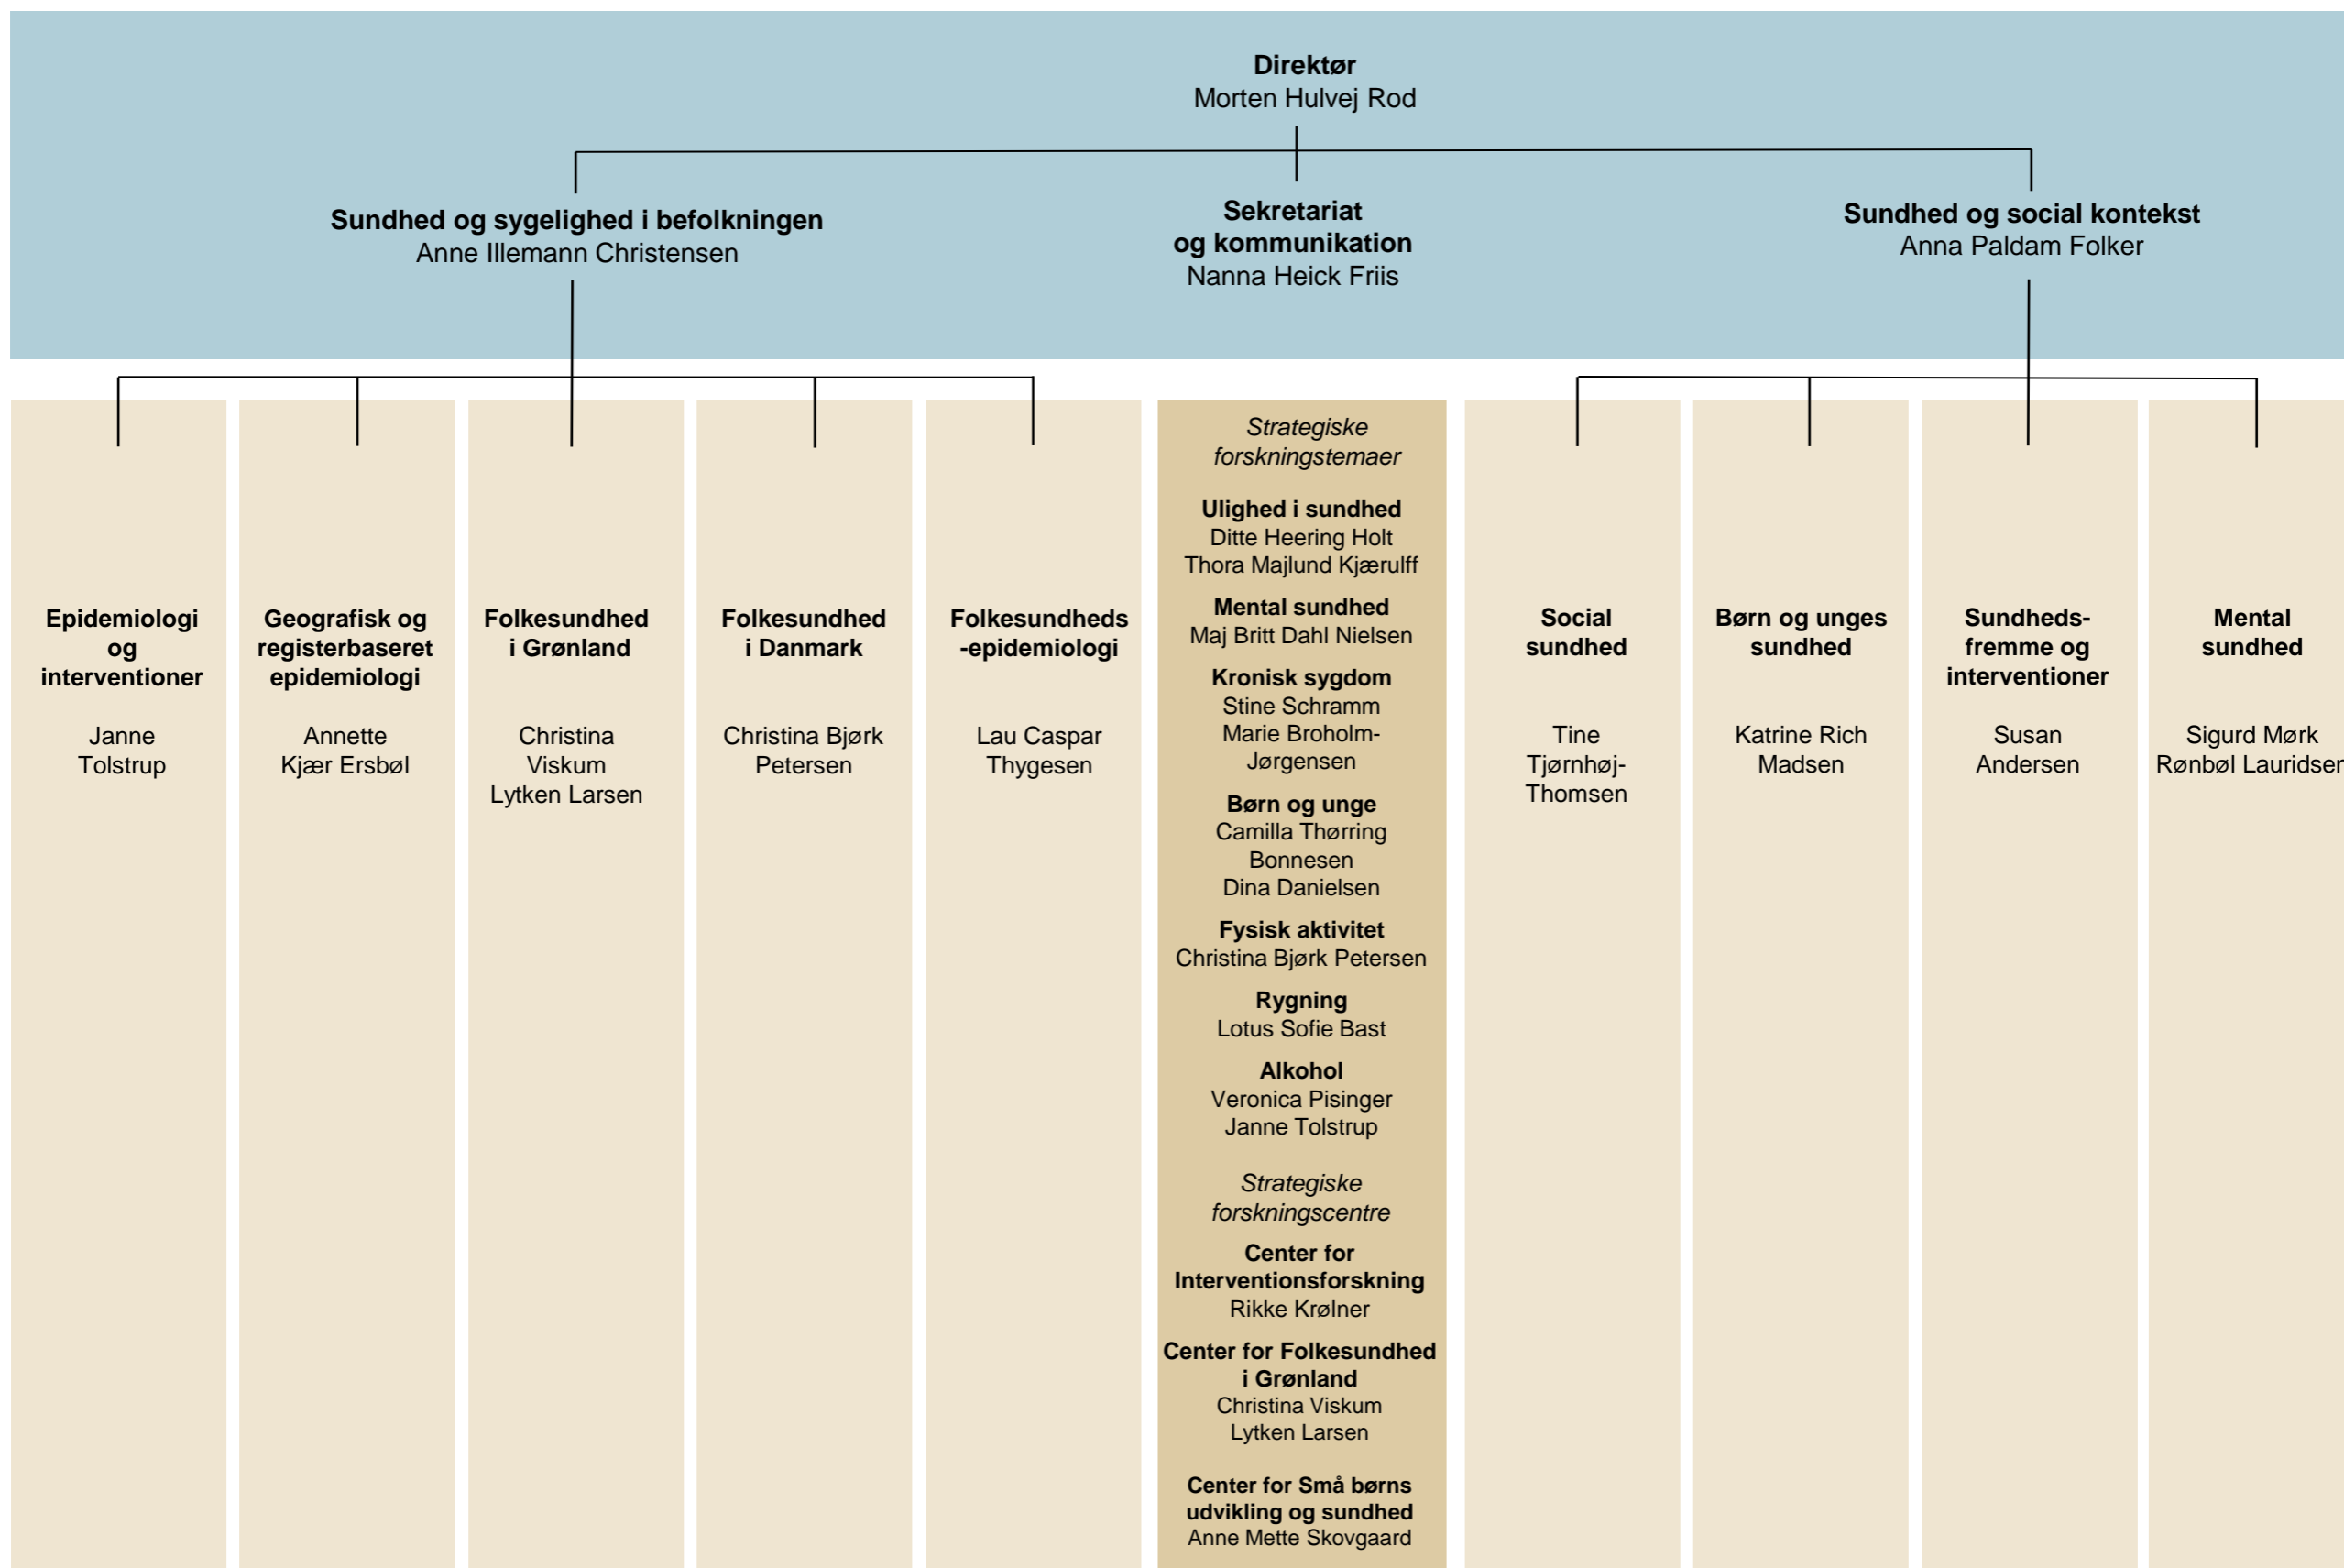 Direktør
Morten Hulvej Rod
Sundhed og sygelighed i befolkningen
Anne Illemann Christensen
Sekretariat
og kommunikation
Nanna Heick Friis
Sundhed og social kontekst
Anna Paldam Folker
Epidemiologi
og
interventioner
Janne
Tolstrup
Geografisk og
registerbaseret
epidemiologi
Annette
Kjær Ersbøl
Folkesundhed
i Grønland
Christina
Viskum
Lytken Larsen
Folkesundhed
i Danmark
Christina Bjørk
Petersen
Folkesundheds
-epidemiologi
Lau Caspar
Thygesen
Strategiske
forskningstemaer
Ulighed i sundhed
Ditte Heering Holt
Thora Majlund Kjærulff
Mental sundhed
Maj Britt Dahl Nielsen
Kronisk sygdom
Stine Schramm
Marie Broholm-
Jørgensen
Børn og unge
Camilla Thørring
Bonnesen
Dina Danielsen
Fysisk aktivitet
Christina Bjørk Petersen
Rygning
Lotus Sofie Bast
Alkohol
Veronica Pisinger
Janne Tolstrup
Strategiske
forskningscentre
Center for
Interventionsforskning
Rikke Krølner
Center for Folkesundhed
i Grønland
Christina Viskum
Lytken Larsen
Center for Små børns
udvikling og sundhed
Anne Mette Skovgaard
Social
sundhed
Tine
Tjørnhøj-
Thomsen
Børn og unges
sundhed
Katrine Rich
Madsen
Sundheds-
fremme og
interventioner
Susan
Andersen
Mental
sundhed
Sigurd Mørk
Rønbøl Lauridsen